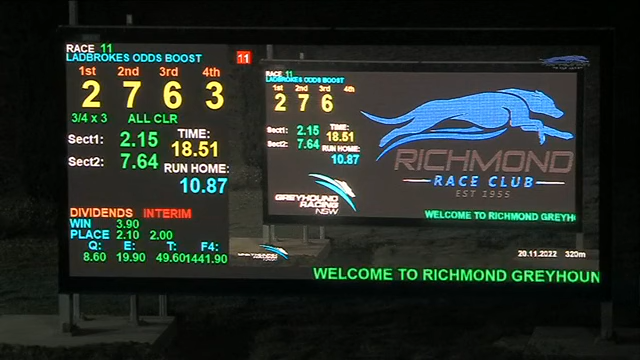 RACE 11
LADBROKES ODDS BOOST
11
1st 2nd 3rd 4th
2 7 6 3
3/4 x 3 ALL CLR
Sect1: 2.15
Sect2: 7.64
TIME:
18.51
RUN HOME:
10.87
DIVIDENDS INTERIM
WIN 3.90
PLACE 2.10 2.00
Q: E: T: F4:
8.60 19.90 49.60 1441.90
RACE 11
LADBROKES ODDS BOOST
1st 2nd 3rd 4th
2 7 6
Sect1: 2.15
Sect2: 7.64
TIME:
18.51
RUN HOME:
10.87
GREYHOUND
RACING
NSW
RICHMOND
RACE CLUB
EST 1955
WELCOME TO RICHMOND GREYH
20.11.2022 320m
WELCOME TO RICHMOND GREYHOUN